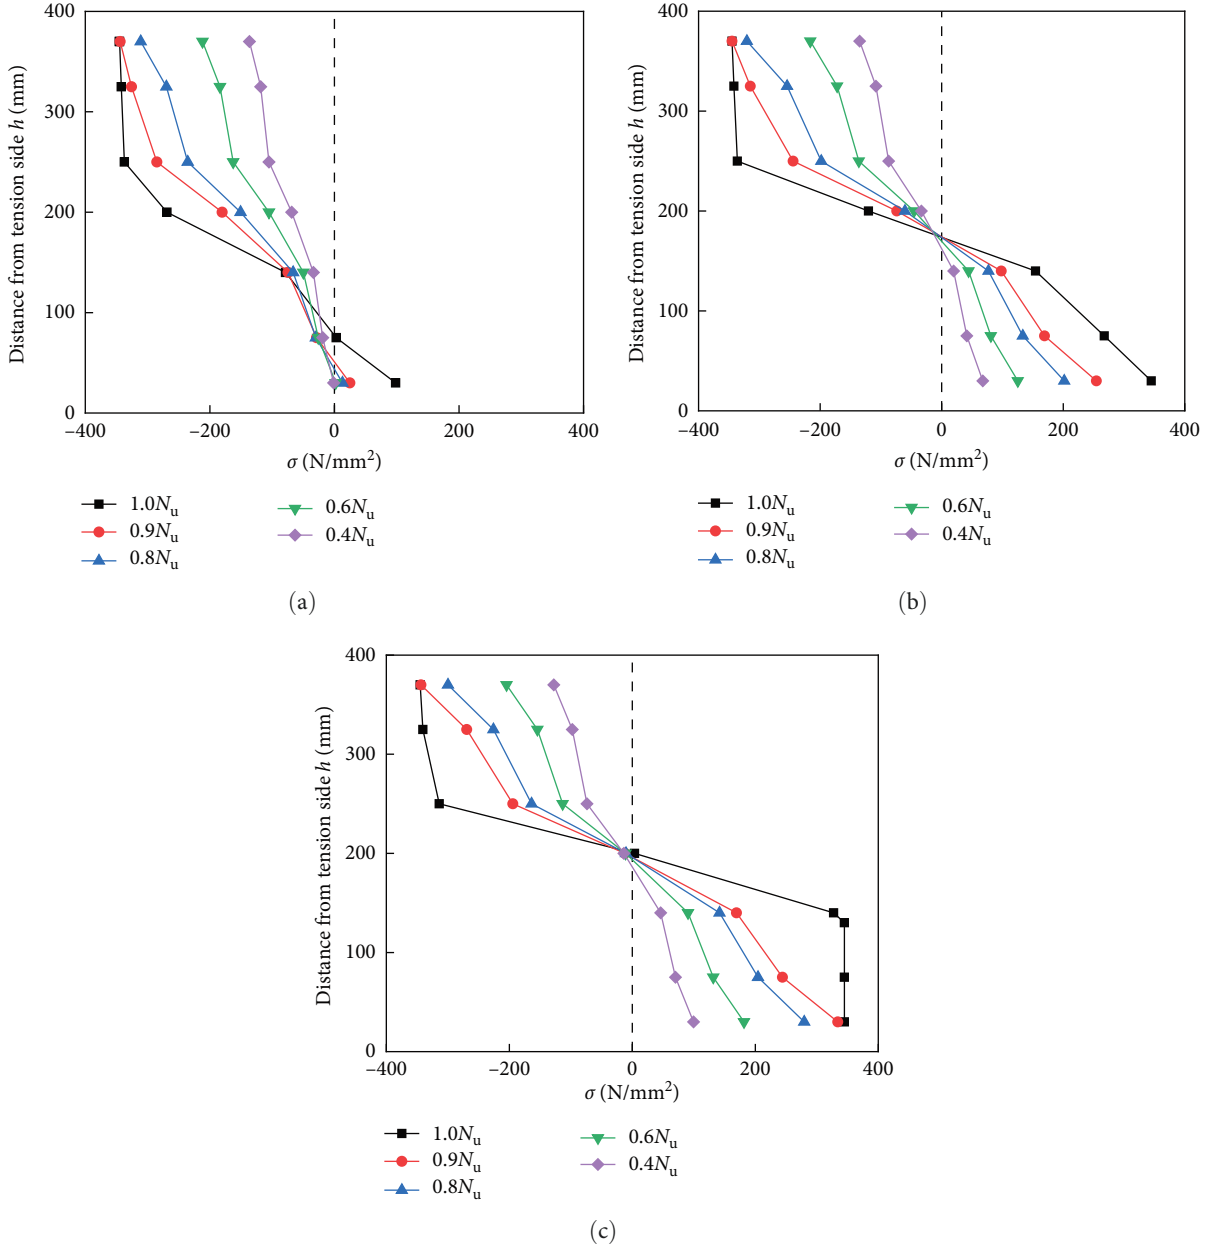 400
300
200
100
0
Distance from tension side h (mm)
–400
–200
0
200
400
σ (N/mm²)
1.0Nu
0.9Nu
0.8Nu
0.6Nu
0.4Nu
(a)
400
300
200
100
0
Distance from tension side h (mm)
–400
–200
0
200
400
σ (N/mm²)
1.0Nu
0.9Nu
0.8Nu
0.6Nu
0.4Nu
(b)
400
300
200
100
0
Distance from tension side h (mm)
–400
–200
0
200
400
σ (N/mm²)
1.0Nu
0.9Nu
0.8Nu
0.6Nu
0.4Nu
(c)